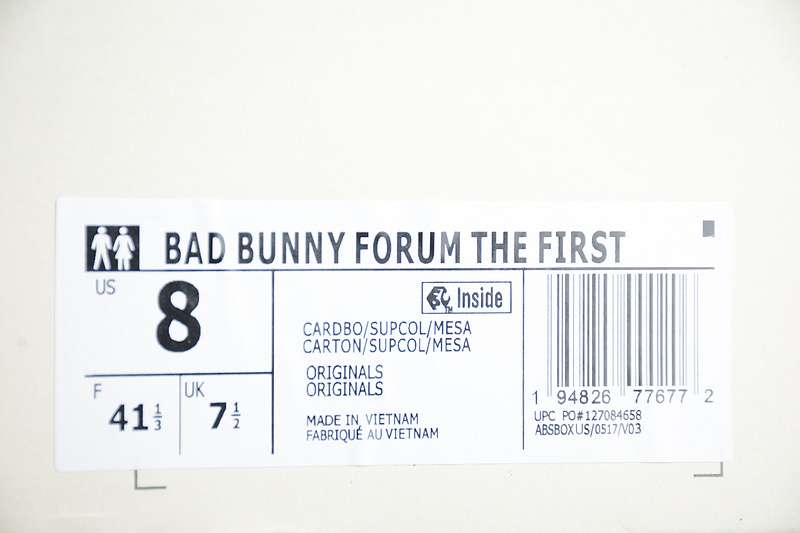 BAD BUNNY FORUM THE FIRST
US
8
F
41 1/3
UK
7 1/2
Inside
TM
CARDBO/SUPCOL/MESA
CARTON/SUPCOL/MESA
ORIGINALS
ORIGINALS
MADE IN VIETNAM
FABRIQUÉ AU VIETNAM
1 94826 77677 2
UPC PO#127084658
ABSBOXUS/0517/V03